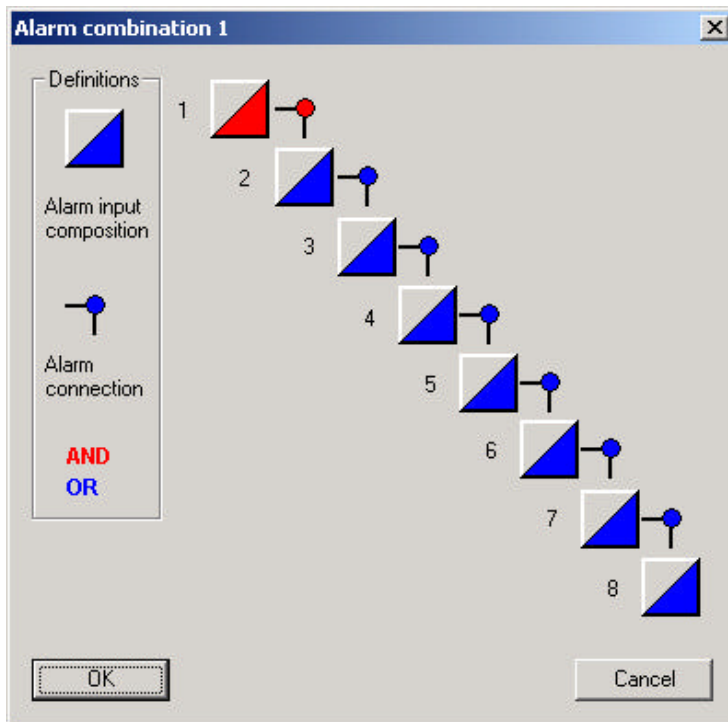 Alarm combination 1
Definitions
Alarm input
composition
Alarm
connection
AND
OR
1
2
3
4
5
6
7
8
OK
Cancel